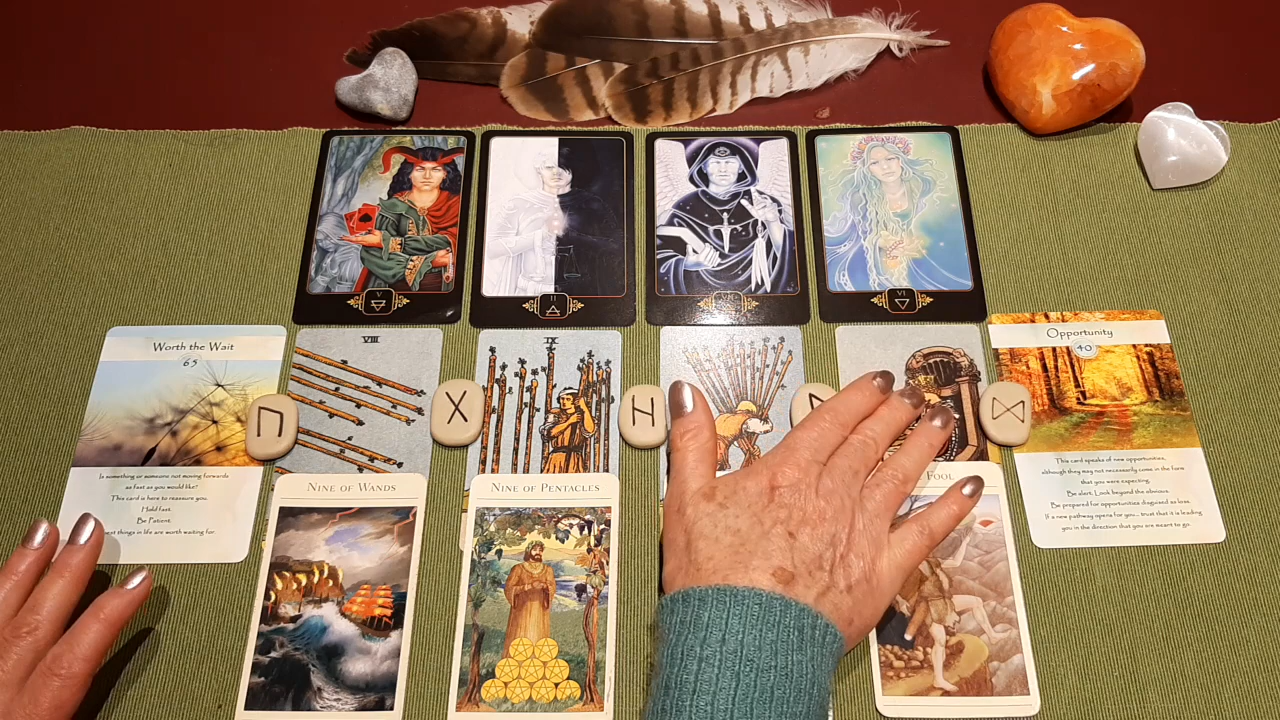 V
II
VI
Worth the Wait
65
Is something or someone not moving forwards
as fast as you would like?
This card is here to reassure you.
Hold fast.
Be Patient.
best things in life are worth waiting for.
VIII
IX
Opportunity
40
This card speaks of new opportunities,
although they may not necessarily come in the form
that you were expecting.
Be alert. Look beyond the obvious.
Be prepared for opportunities disguised as loss.
If a new pathway opens for you... trust that it is leading
you in the direction that you are meant to go.
ᚢ
ᚷ
ᚺ
ᛞ
NINE OF WANDS
NINE OF PENTACLES
FOOL